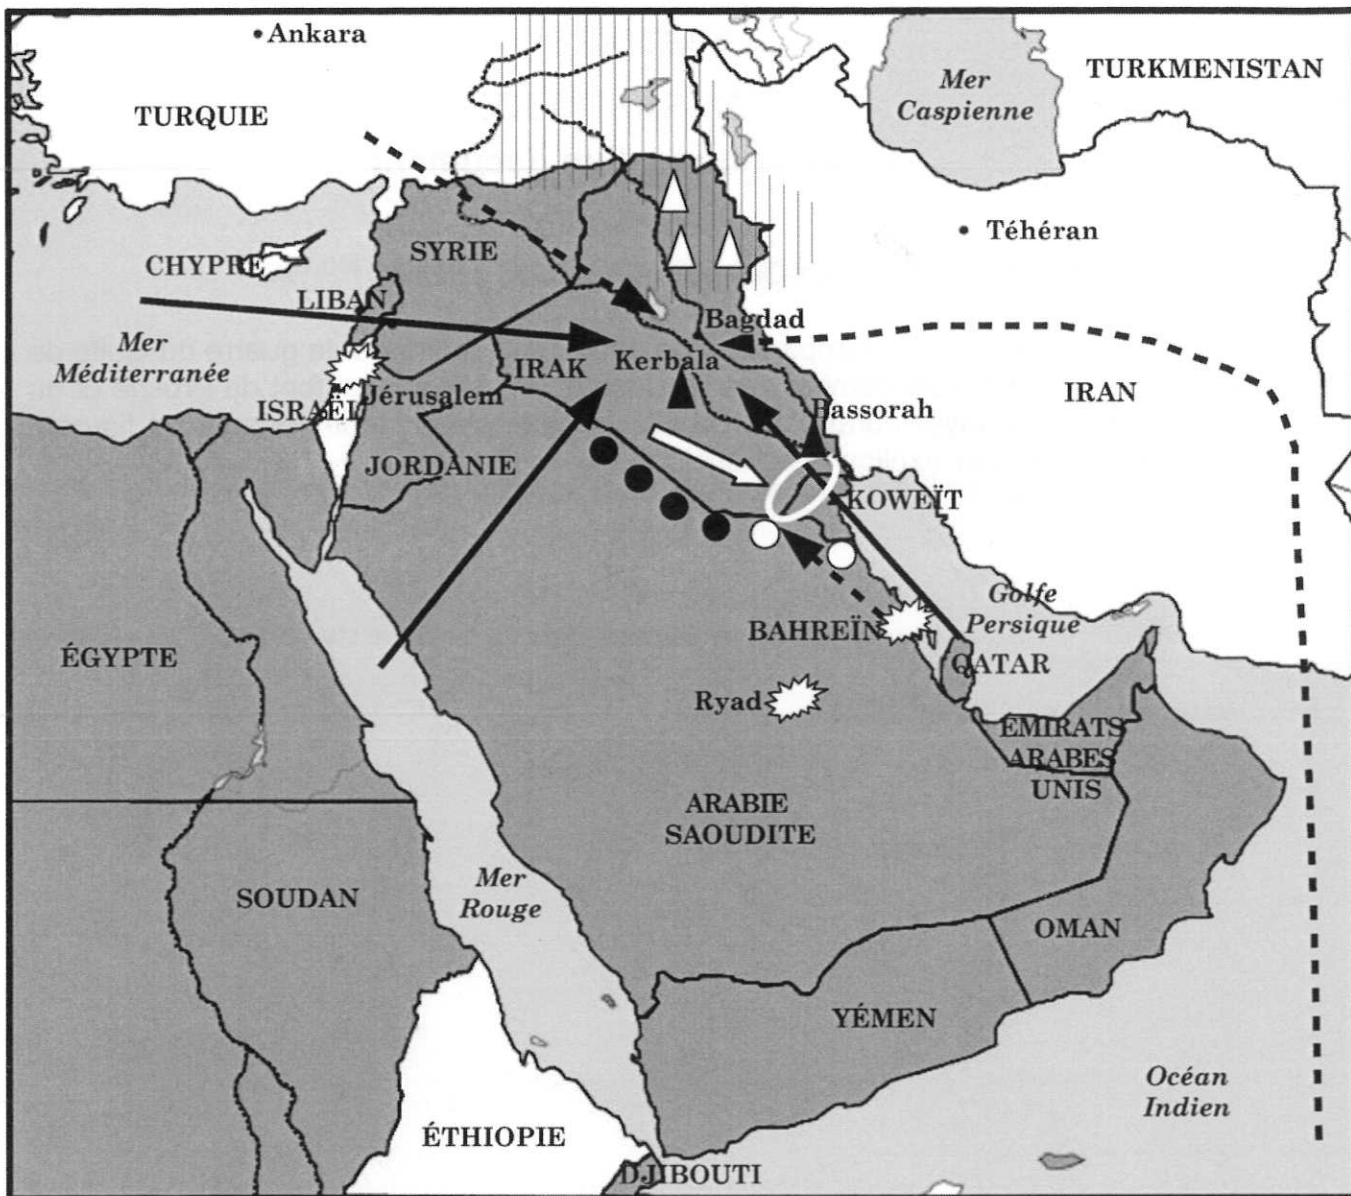 Ankara
TURQUIE
Mer
Caspienne
TURKMENISTAN
Téhéran
SYRIE
CHYPRE
LIBAN
Mer
Méditerranée
Bagdad
Kerbala
IRAK
IRAN
Jérusalem
ISRAËL
Bassorah
JORDANIE
KOWEÏT
Golfe
Persique
BAHREÏN
QATAR
ÉGYPTE
Ryad
ÉMIRATS
ARABES
UNIS
ARABIE
SAOUDITE
Mer
Rouge
SOUDAN
OMAN
YÉMEN
Océan
Indien
ÉTHIOPIE
DJIBOUTI